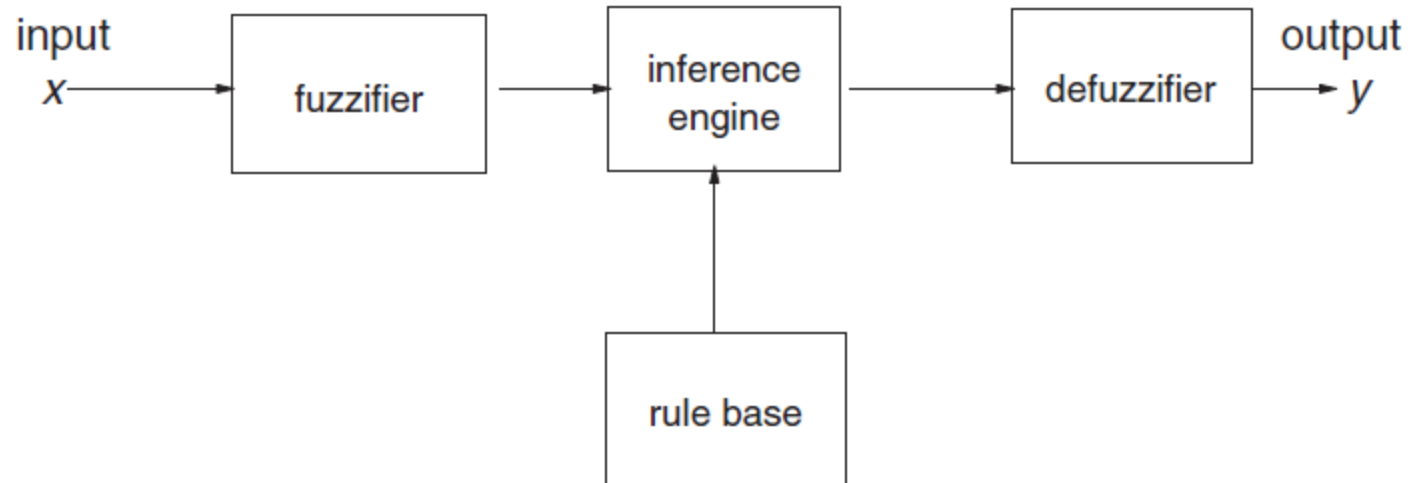 input
x
fuzzifier
inference
engine
defuzzifier
output
y
rule base